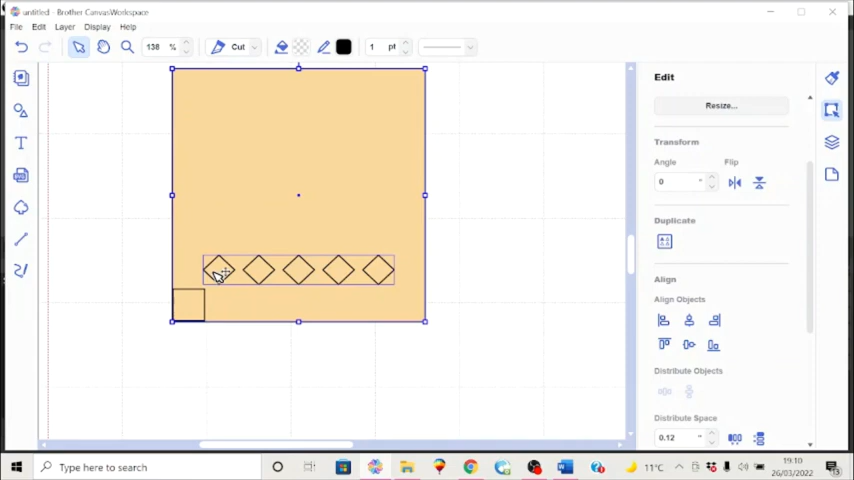 untitled - Brother CanvasWorkspace
File Edit Layer Display Help
138 % Cut 1 pt
Edit
Resize...
Transform
Angle Flip
0 °
Duplicate
Align
Align Objects
Distribute Objects
Distribute Space
0.12 "
Type here to search
11°C
19:10
26/03/2022